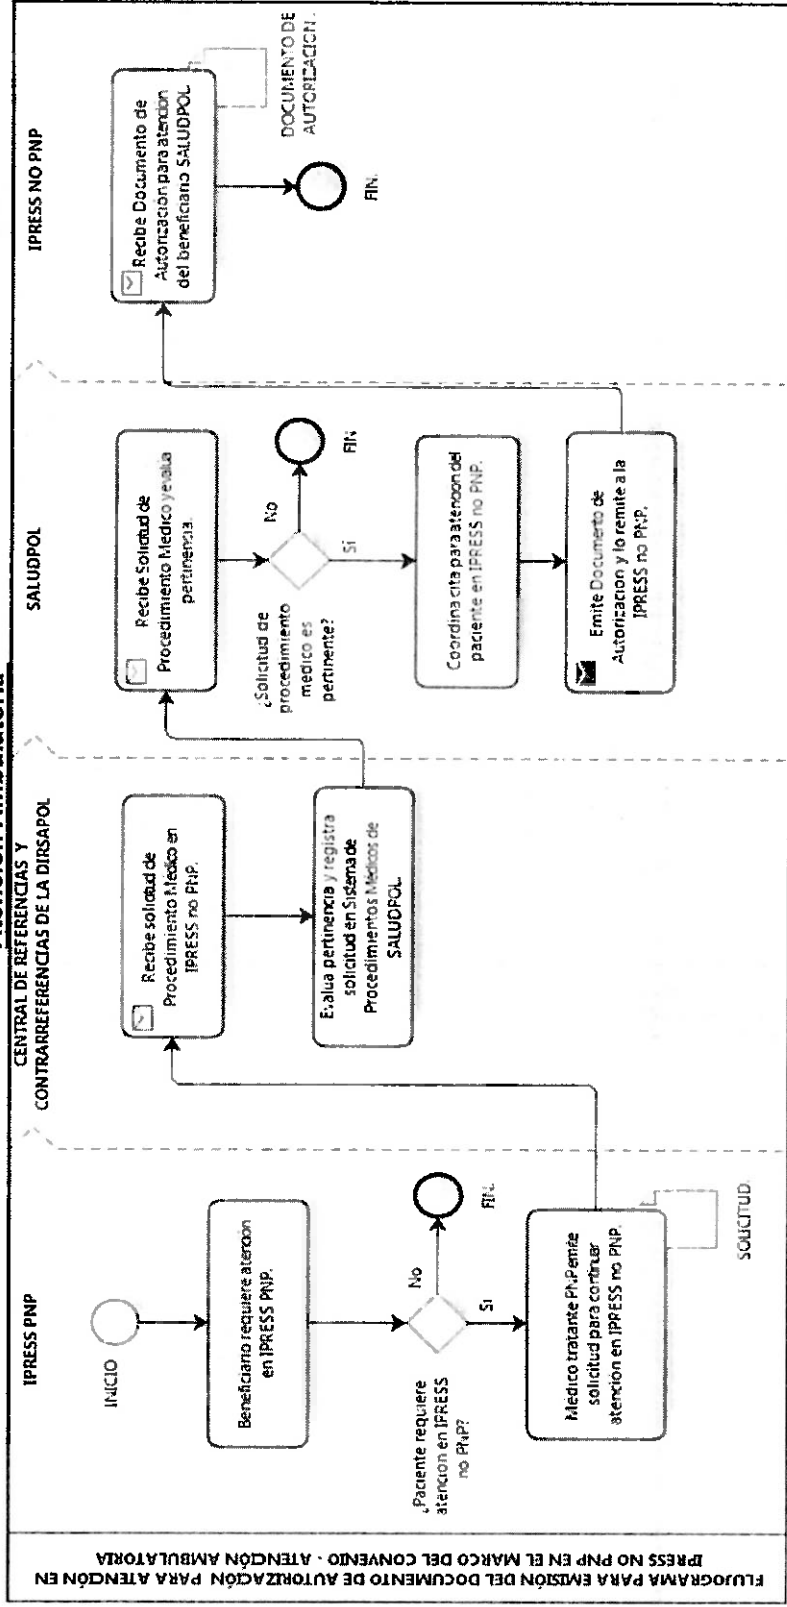 Atención Ambulatoria
FLUJOGRAMA PARA EMISIÓN DEL DOCUMENTO DE AUTORIZACIÓN PARA ATENCIÓN EN
IPRESS NO PNP EN EL MARCO DEL CONVENIO - ATENCIÓN AMBULATORIA
IPRESS PNP
INICIO
Beneficiario requiere atención
en IPRESS PNP.
¿Paciente requiere
atención en IPRESS
no PNP?
No
FIN.
Si
Medico tratante PNP emite
solicitud para continuar
atención en IPRESS no PNP.
SOLICITUD.
CENTRAL DE REFERENCIAS Y
CONTRARREFERENCIAS DE LA DIRSAPOL
Recibe solicitud de
Procedimiento Médico en
IPRESS no PNP.
Evalua pertinencia y registra
solicitud en Sistema de
Procedimientos Médicos de
SALUDPOL.
SALUDPOL
Recibe Solicitud de
Procedimiento Medico y evalua
pertinencia.
¿Solicitud de
procedimiento
medico es
pertinente?
No
FIN
Si
Coordina cita para atencion del
paciente en IPRESS no PNP.
Emite Documento de
Autorizacion y lo remite a la
IPRESS no PNP.
IPRESS NO PNP
Recibe Documento de
Autorización para atencion
del beneficiario SALUDPOL.
DOCUMENTO DE
AUTORIZACION.
FIN.